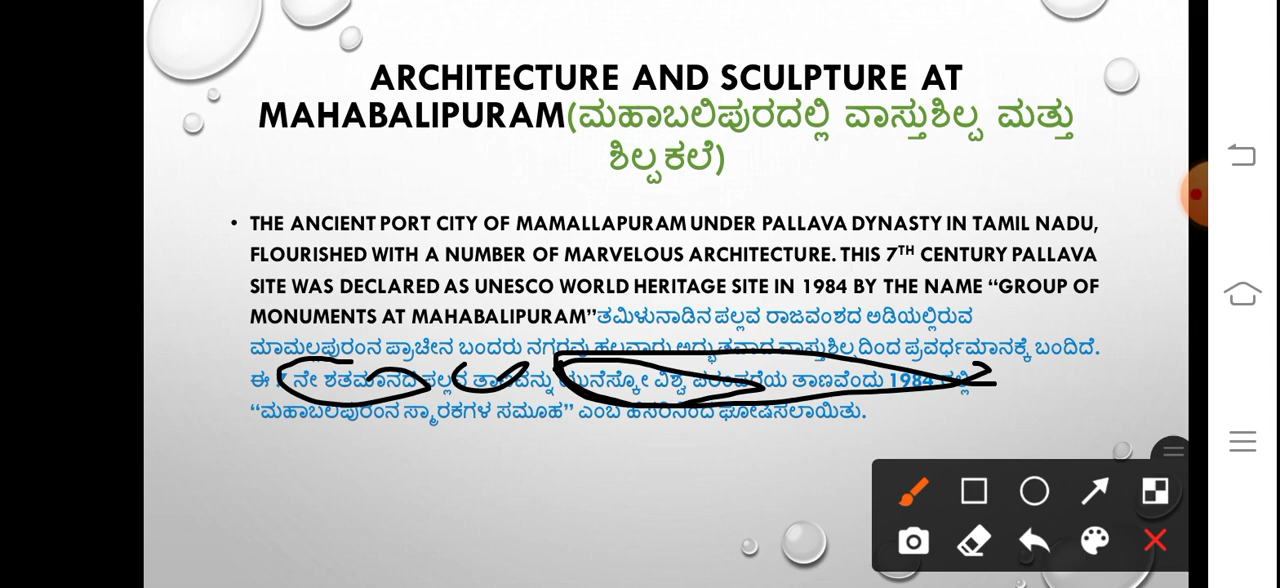 ARCHITECTURE AND SCULPTURE AT
MAHABALIPURAM(ಮಹಾಬಲಿಪುರದಲ್ಲಿ ವಾಸ್ತುಶಿಲ್ಪ ಮತ್ತು
ಶಿಲ್ಪಕಲೆ)
• THE ANCIENT PORT CITY OF MAMALLAPURAM UNDER PALLAVA DYNASTY IN TAMIL NADU,
FLOURISHED WITH A NUMBER OF MARVELOUS ARCHITECTURE. THIS 7TH CENTURY PALLAVA
SITE WAS DECLARED AS UNESCO WORLD HERITAGE SITE IN 1984 BY THE NAME “GROUP OF
MONUMENTS AT MAHABALIPURAM”ತಮಿಳುನಾಡಿನ ಪಲ್ಲವ ರಾಜವಂಶದ ಅಡಿಯಲ್ಲಿರುವ
ಮಾಮಲ್ಲಪುರಂನ ಪ್ರಾಚೀನ ಬಂದರು ನಗರವು ಹಲವಾರು ಅದ್ಭುತವಾದ ವಾಸ್ತುಶಿಲ್ಪದಿಂದ ಪ್ರವರ್ಧಮಾನಕ್ಕೆ ಬಂದಿದೆ.
ಈ 7 ನೇ ಶತಮಾನದ ಪಲ್ಲವ ತಾಣವನ್ನು ಯುನೆಸ್ಕೋ ವಿಶ್ವ ಪರಂಪರೆಯ ತಾಣವೆಂದು 1984 ರಲ್ಲಿ
“ಮಹಾಬಲಿಪುರಂನ ಸ್ಮಾರಕಗಳ ಸಮೂಹ” ಎಂಬ ಹೆಸರಿನಿಂದ ಘೋಷಿಸಲಾಯಿತು.